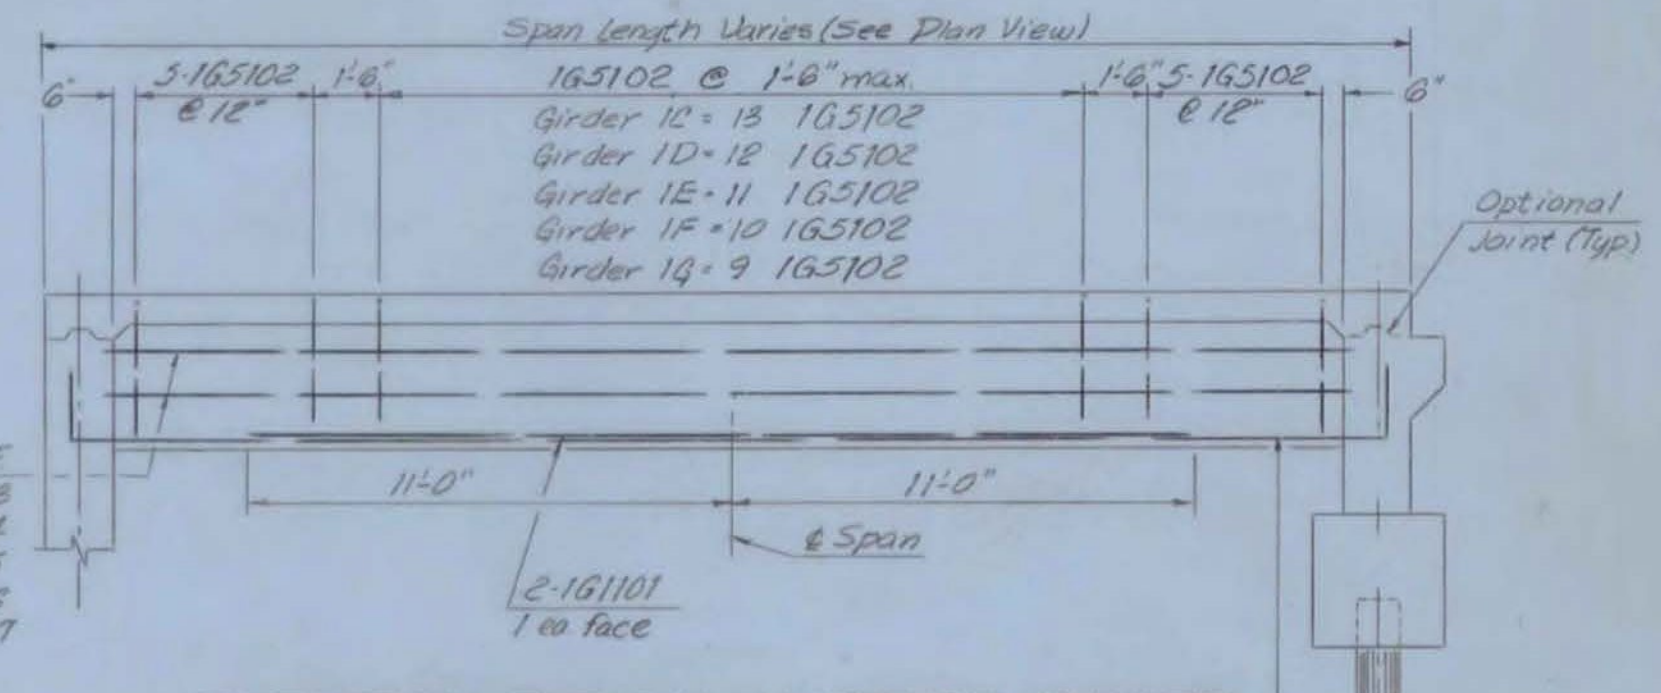 Span Length Varies (See Plan View)
6"
5-1G5102
@ 12"
1'-6"
1G5102 @ 1'-6" max.
1'-6"
5-1G5102
@ 12"
6"
Girder 1C = 13 1G5102
Girder 1D = 12 1G5102
Girder 1E = 11 1G5102
Girder 1F = 10 1G5102
Girder 1G = 9 1G5102
Optional
Joint (Typ.)
11'-0"
11'-0"
℄ Span
2-1G1101
1 ea face
7